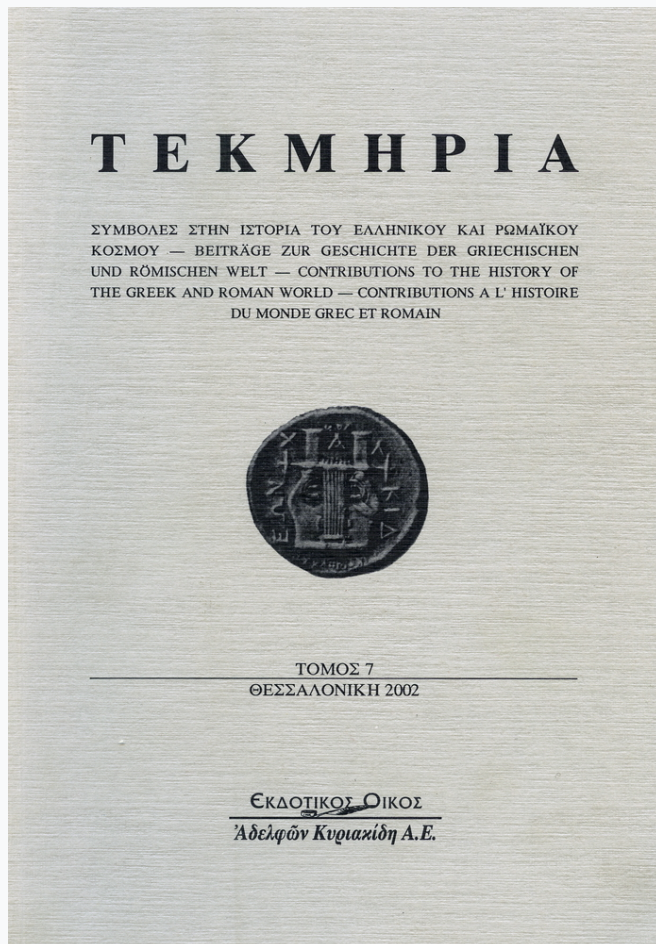 ΤΕΚΜΗΡΙΑ
ΣΥΜΒΟΛΕΣ ΣΤΗΝ ΙΣΤΟΡΙΑ ΤΟΥ ΕΛΛΗΝΙΚΟΥ ΚΑΙ ΡΩΜΑΪΚΟΥ
ΚΟΣΜΟΥ — BEITRÄGE ZUR GESCHICHTE DER GRIECHISCHEN
UND RÖMISCHEN WELT — CONTRIBUTIONS TO THE HISTORY OF
THE GREEK AND ROMAN WORLD — CONTRIBUTIONS A L' HISTOIRE
DU MONDE GREC ET ROMAIN
ΤΟΜΟΣ 7
ΘΕΣΣΑΛΟΝΙΚΗ 2002
ΕΚΔΟΤΙΚΟΣ ΟΙΚΟΣ
Ἀδελφῶν Κυριακίδη Α.Ε.